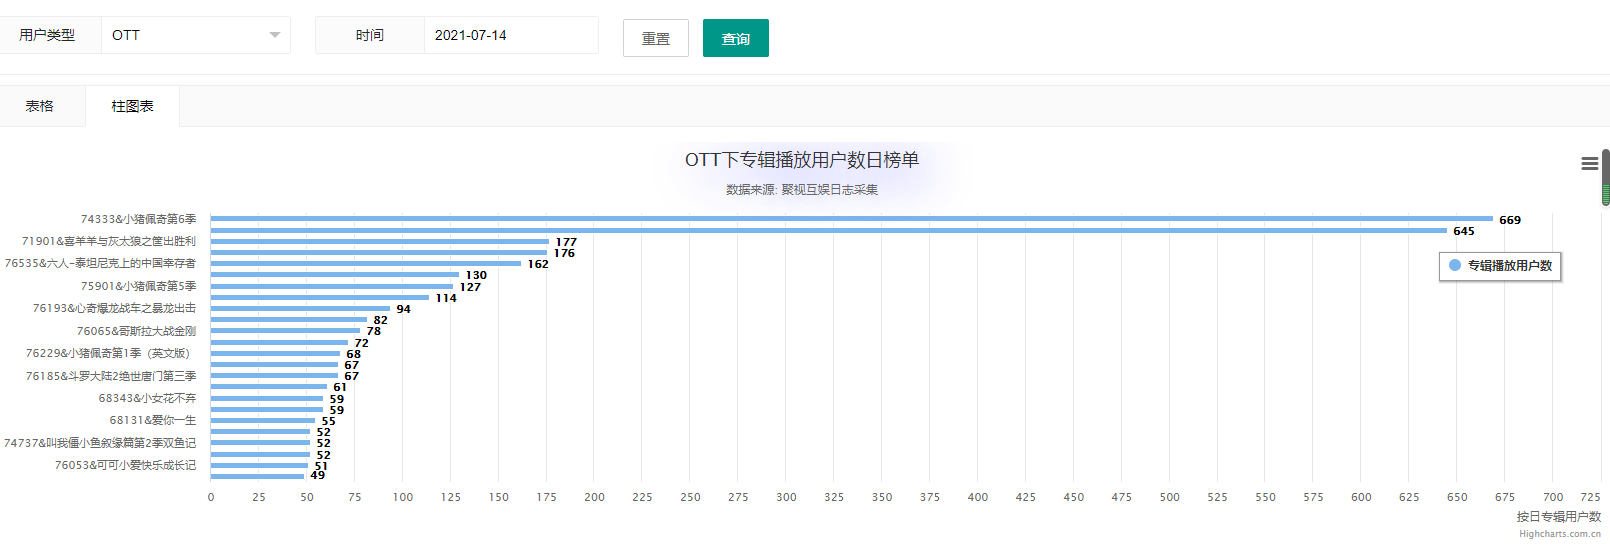 用户类型 OTT 时间 2021-07-14 重置 查询
表格 柱图表
OTT下专辑播放用户数日榜单
数据来源: 聚视互娱日志采集
74333&小猪佩奇第6季 669
645
71901&喜羊羊与灰太狼之筐出胜利 177
176
76535&六人-泰坦尼克上的中国幸存者 162
专辑播放用户数
130
75901&小猪佩奇第5季 127
114
76193&心奇爆龙战车之暴龙出击 94
82
76065&哥斯拉大战金刚 78
72
76229&小猪佩奇第1季（英文版） 68
67
76185&斗罗大陆2绝世唐门第三季 67
61
68343&小女花不弃 59
59
68131&爱你一生 55
52
74737&叫我僵小鱼叙缘篇第2季双鱼记 52
52
76053&可可小爱快乐成长记 51
49
0 25 50 75 100 125 150 175 200 225 250 275 300 325 350 375 400 425 450 475 500 525 550 575 600 625 650 675 700 725
按日专辑用户数
Highcharts.com.cn